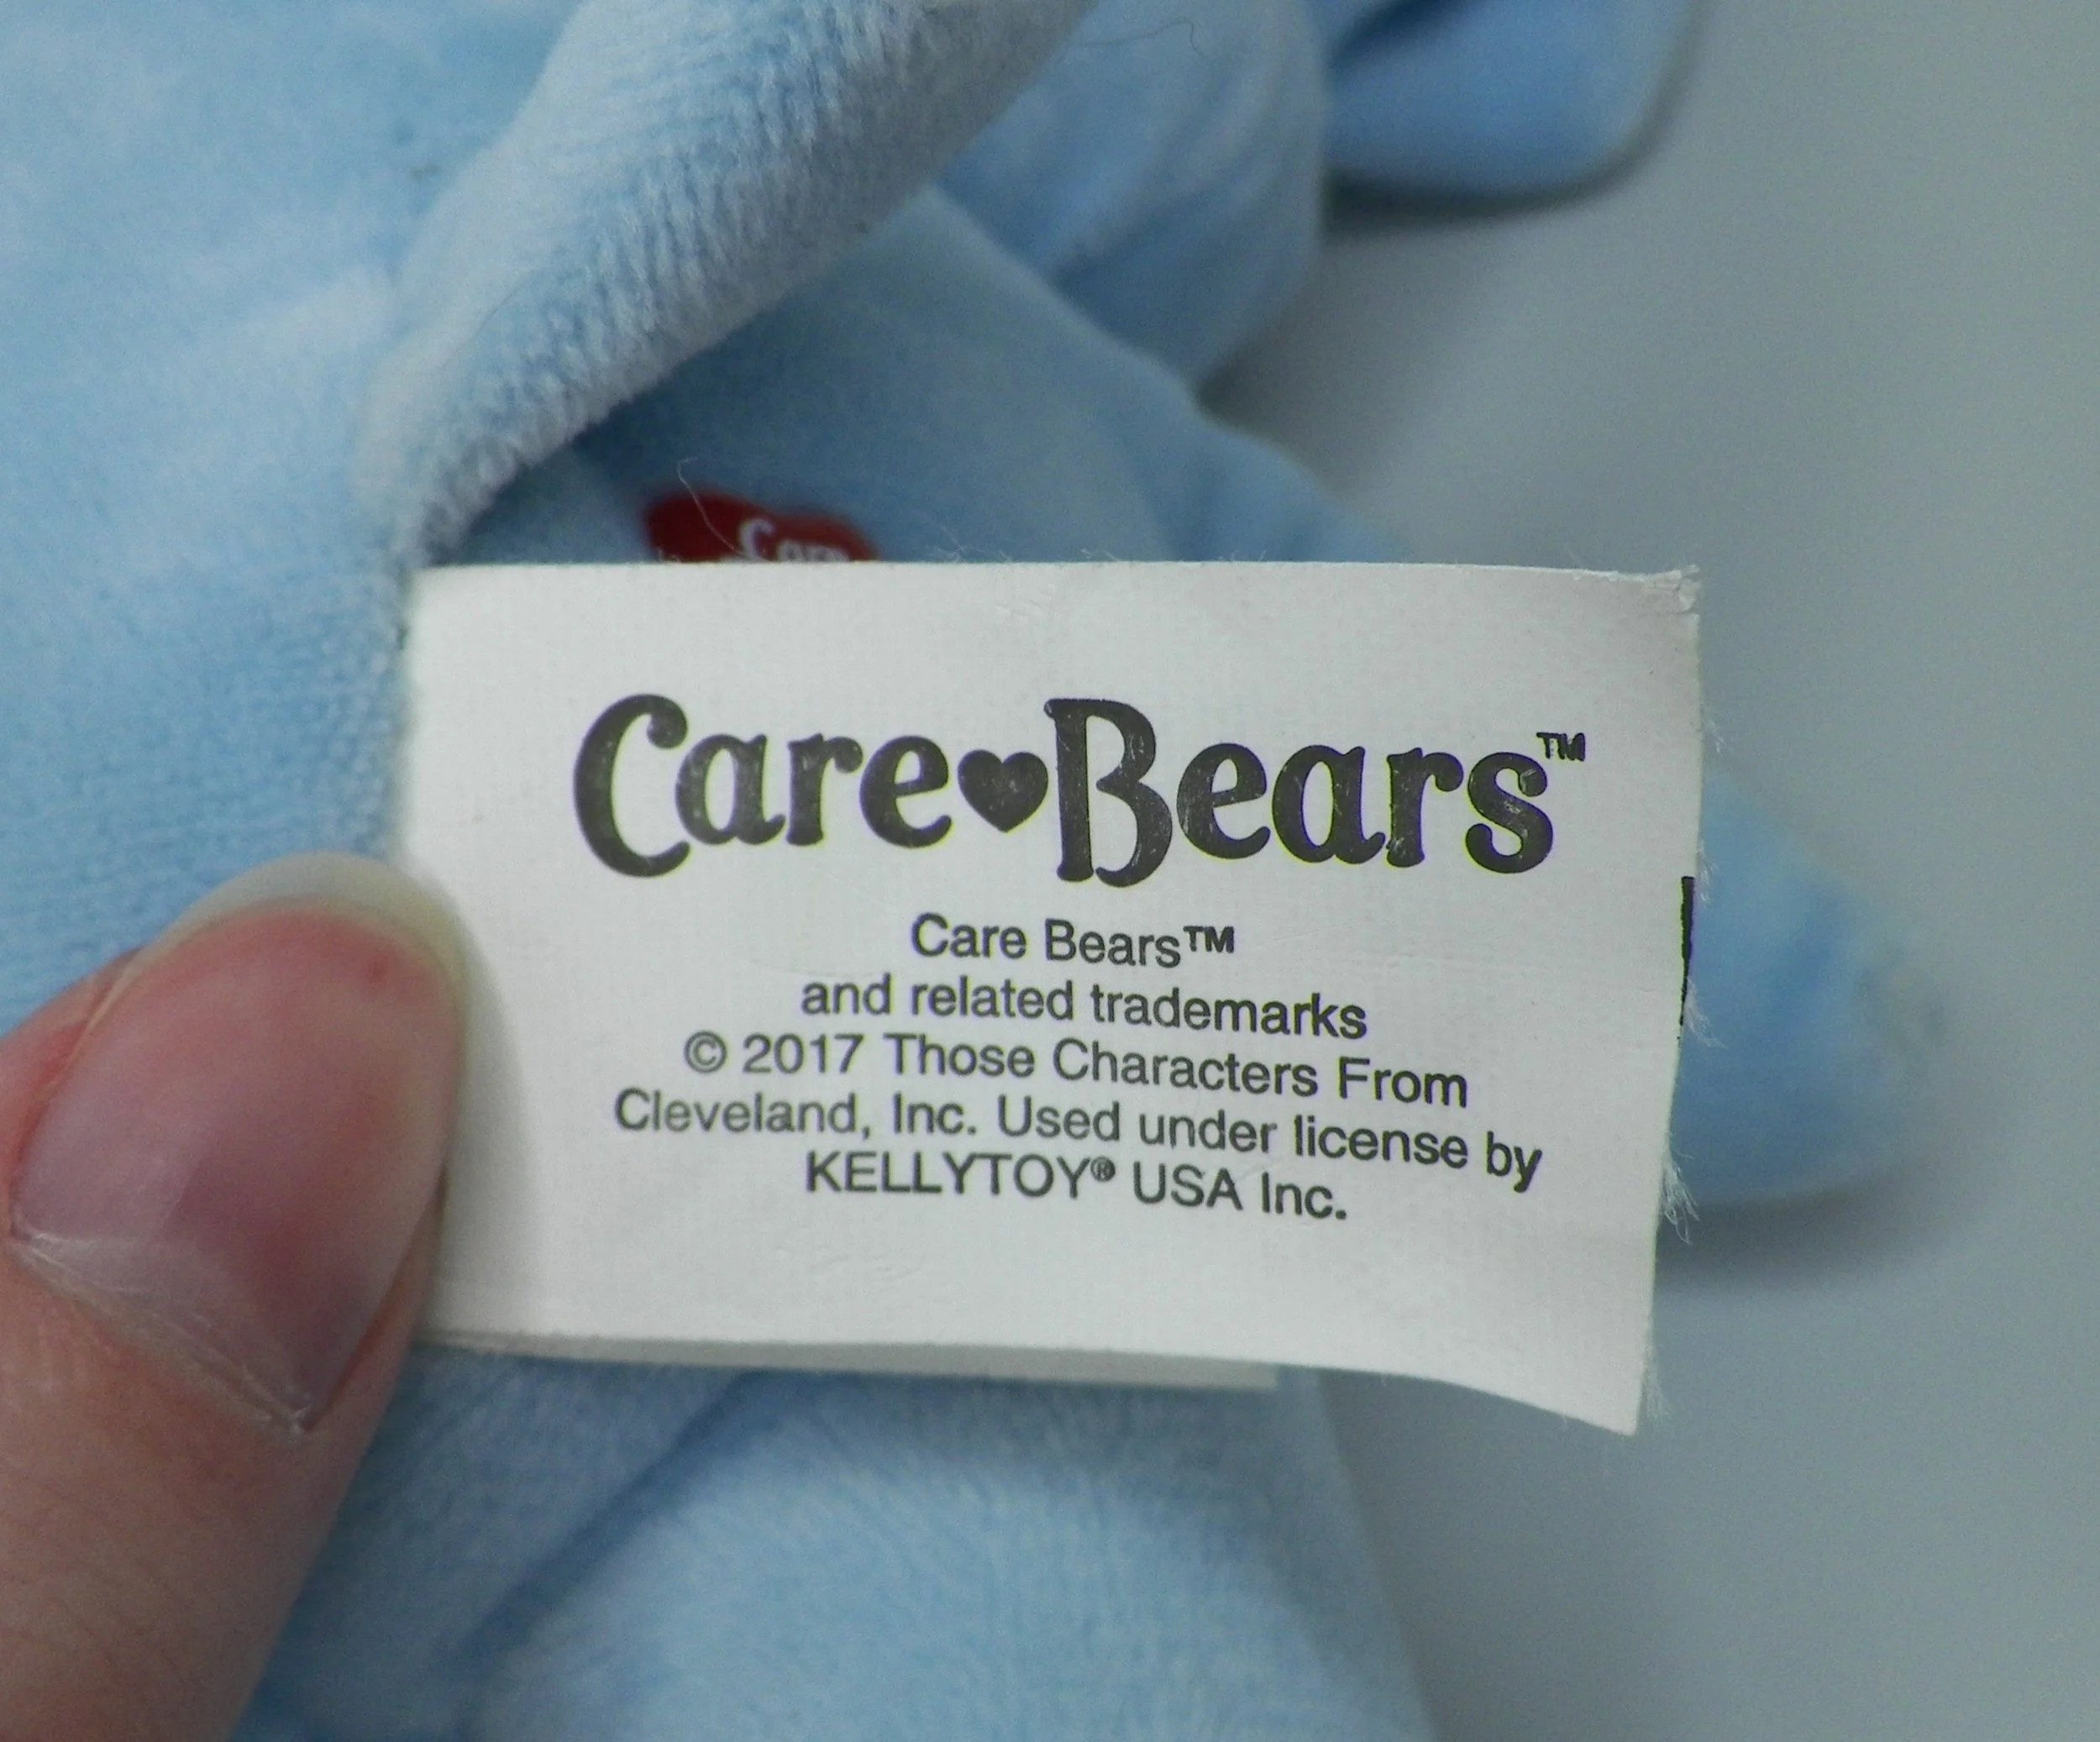 Care
Care♥Bears™
Care Bears™
and related trademarks
© 2017 Those Characters From
Cleveland, Inc. Used under license by
KELLYTOY® USA Inc.